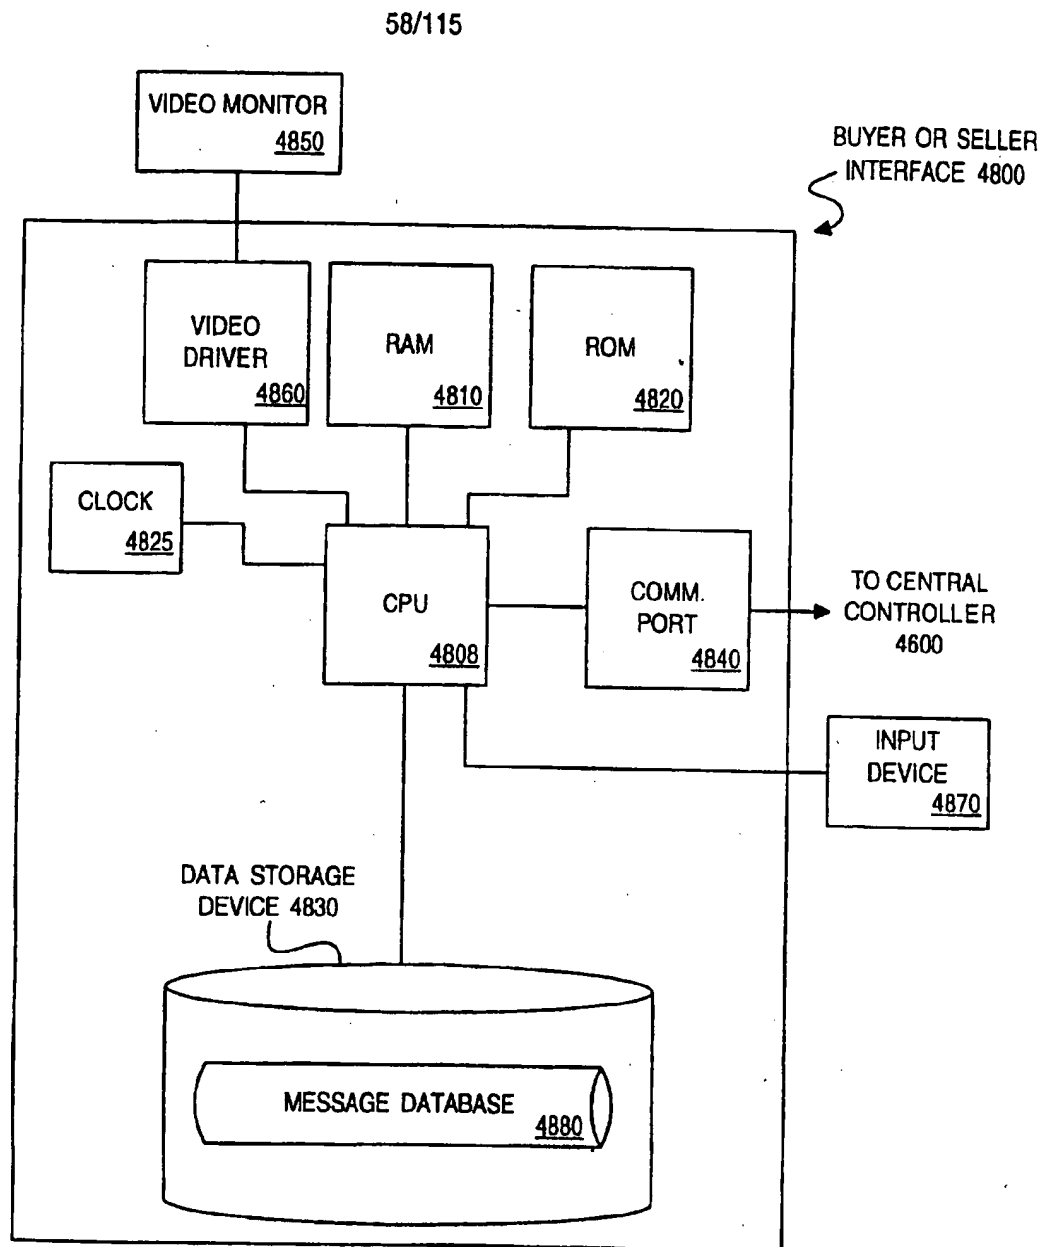 58/115
VIDEO MONITOR
4850
BUYER OR SELLER
INTERFACE 4800
VIDEO
DRIVER
4860
RAM
4810
ROM
4820
CLOCK
4825
CPU
4808
COMM.
PORT
4840
TO CENTRAL
CONTROLLER
4600
INPUT
DEVICE
4870
DATA STORAGE
DEVICE 4830
MESSAGE DATABASE
4880